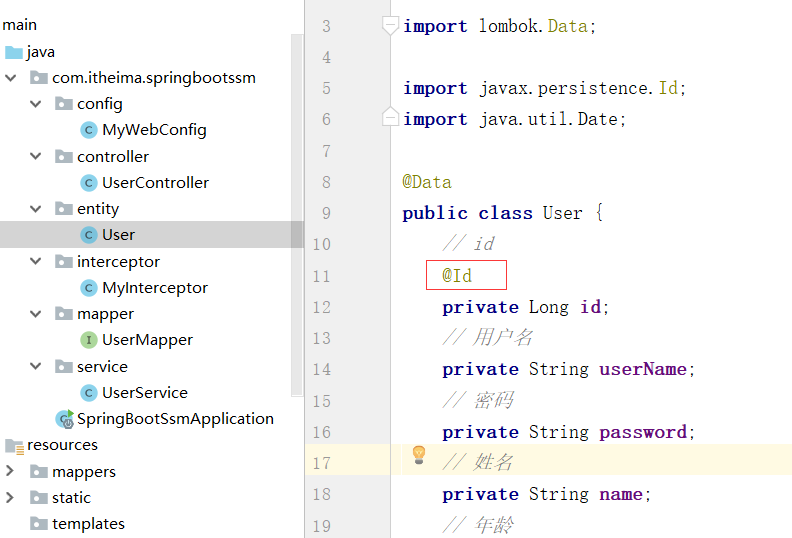 main
java
com.itheima.springbootssm
config
MyWebConfig
controller
UserController
entity
User
interceptor
MyInterceptor
mapper
UserMapper
service
UserService
SpringBootSsmApplication
resources
mappers
static
templates
3 import lombok.Data;
4
5 import javax.persistence.Id;
6 import java.util.Date;
7
8 @Data
9 public class User {
10 // id
11 @Id
12 private Long id;
13 // 用户名
14 private String userName;
15 // 密码
16 private String password;
17 // 姓名
18 private String name;
19 // 年龄